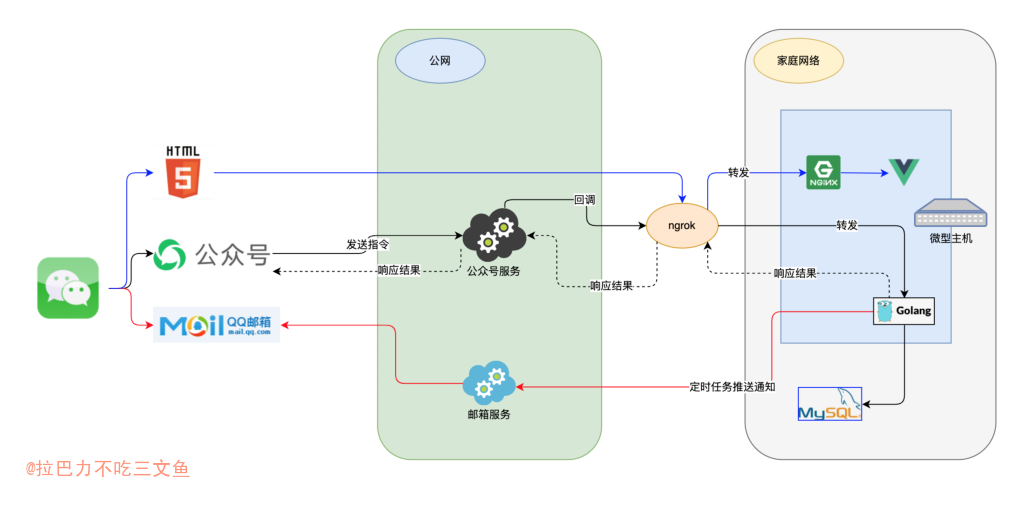 公网
家庭网络
HTML
5
转发
NGINX
回调
ngrok
公众号
发送指令
转发
微型主机
响应结果
公众号服务
响应结果
响应结果
Golang
MAil QQ邮箱
mail.qq.com
定时任务推送通知
邮箱服务
MySQL
@拉巴力不吃三文鱼